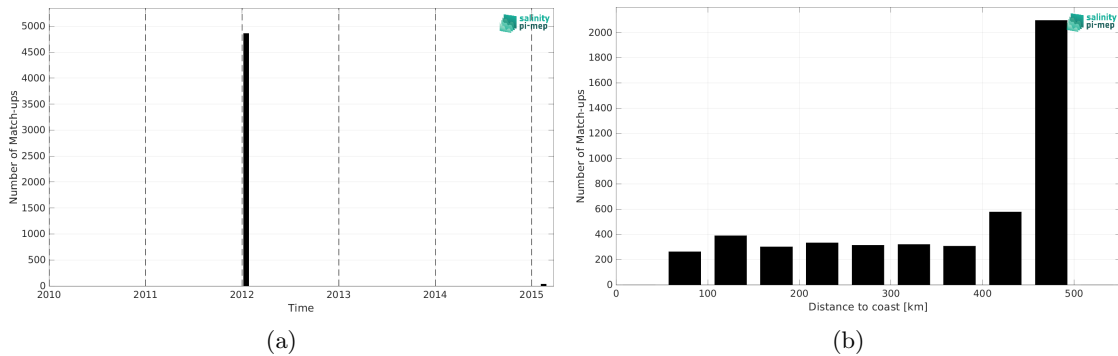 salinity
pi-mep
Number of Match-ups
5000
4500
4000
3500
3000
2500
2000
1500
1000
500
0
2010 2011 2012 2013 2014 2015
Time
(a)
salinity
pi-mep
Number of Match-ups
2000
1800
1600
1400
1200
1000
800
600
400
200
0
0 100 200 300 400 500
Distance to coast [km]
(b)